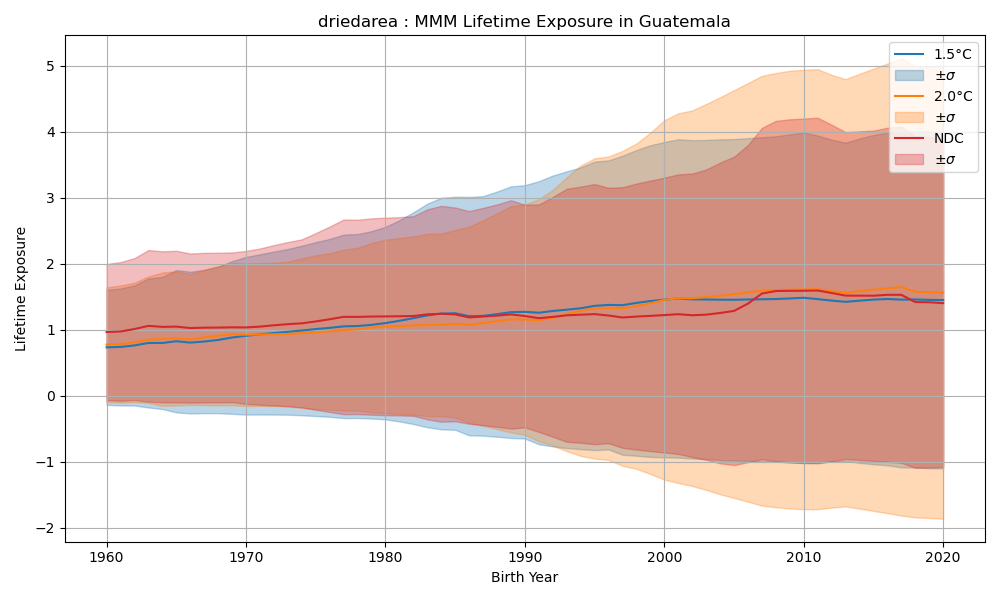 driedarea : MMM Lifetime Exposure in Guatemala
1.5°C
±σ
2.0°C
±σ
NDC
±σ
Lifetime Exposure
5
4
3
2
1
0
−1
−2
1960 1970 1980 1990 2000 2010 2020
Birth Year